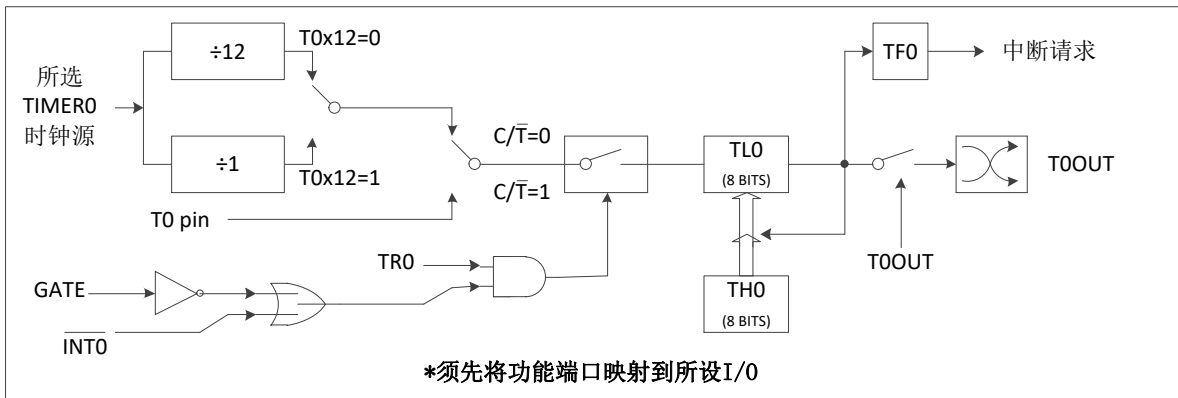 ÷12
T0x12=0
所选
TIMER0
时钟源
÷1
T0x12=1
T0 pin
C/T̅=0
C/T̅=1
TL0
(8 BITS)
TF0
中断请求
T0OUT
T0OUT
TR0
TH0
(8 BITS)
GATE
I̅N̅T̅0̅
*须先将功能端口映射到所设I/O